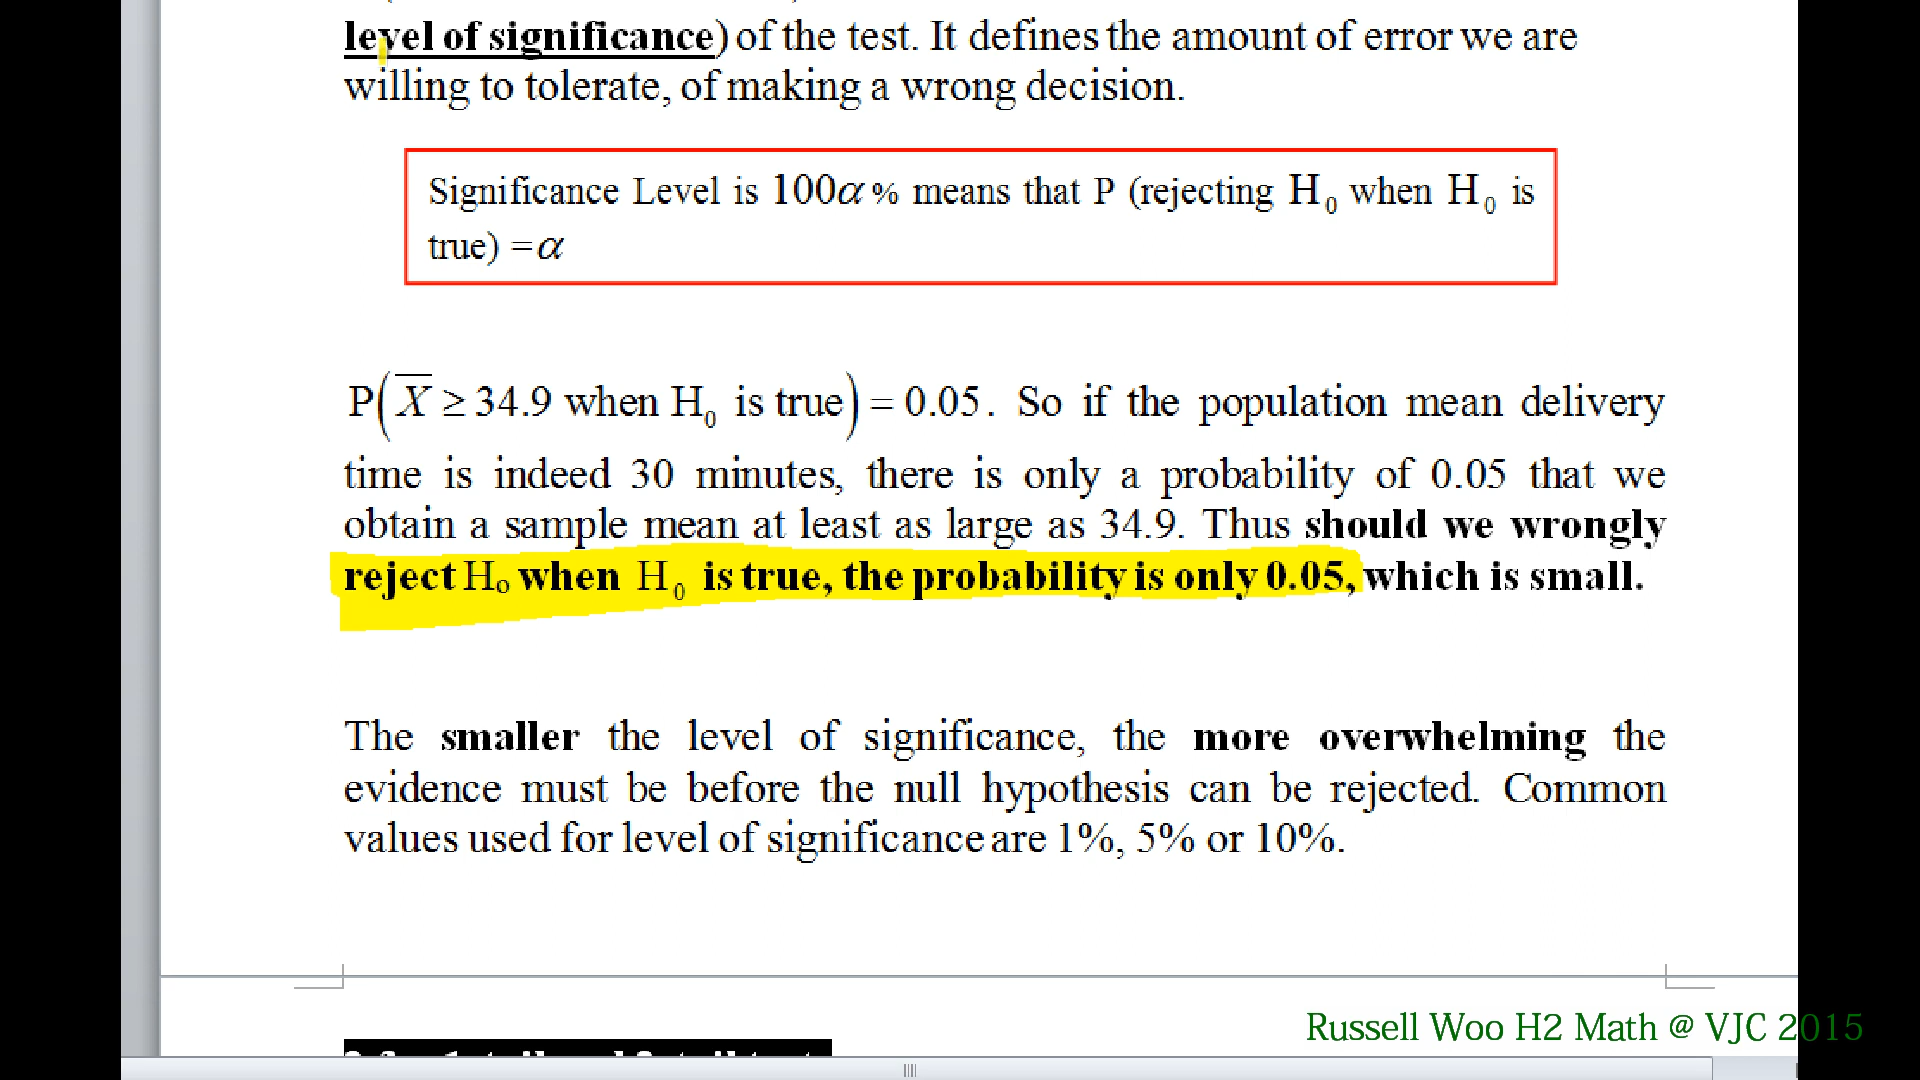 level of significance) of the test. It defines the amount of error we are
willing to tolerate, of making a wrong decision.
Significance Level is 100α% means that P (rejecting H₀ when H₀ is
true) =α
P(X̅ ≥ 34.9 when H₀ is true) = 0.05. So if the population mean delivery
time is indeed 30 minutes, there is only a probability of 0.05 that we
obtain a sample mean at least as large as 34.9. Thus should we wrongly
reject H₀ when H₀ is true, the probability is only 0.05, which is small.
The smaller the level of significance, the more overwhelming the
evidence must be before the null hypothesis can be rejected. Common
values used for level of significance are 1%, 5% or 10%.
Russell Woo H2 Math @ VJC 2015